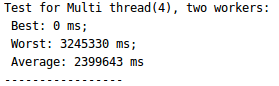 Test for Multi thread(4), two workers:
 Best: 0 ms;
 Worst: 3245330 ms;
 Average: 2399643 ms
-----------------